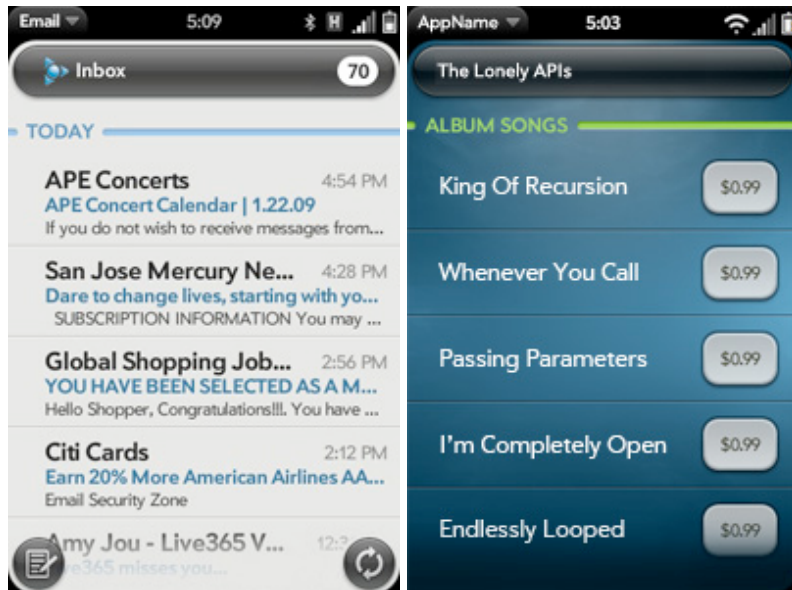 Email
5:09
H
Inbox
70
TODAY
APE Concerts
4:54 PM
APE Concert Calendar | 1.22.09
If you do not wish to receive messages from...
San Jose Mercury Ne...
4:28 PM
Dare to change lives, starting with yo...
SUBSCRIPTION INFORMATION You may ...
Global Shopping Job...
2:56 PM
YOU HAVE BEEN SELECTED AS A M...
Hello Shopper, Congratulations!!!. You have ...
Citi Cards
2:12 PM
Earn 20% More American Airlines AA...
Email Security Zone
Amy Jou - Live365 V...
misses you...
AppName
5:03
The Lonely APIs
ALBUM SONGS
King Of Recursion
$0.99
Whenever You Call
$0.99
Passing Parameters
$0.99
I'm Completely Open
$0.99
Endlessly Looped
$0.99